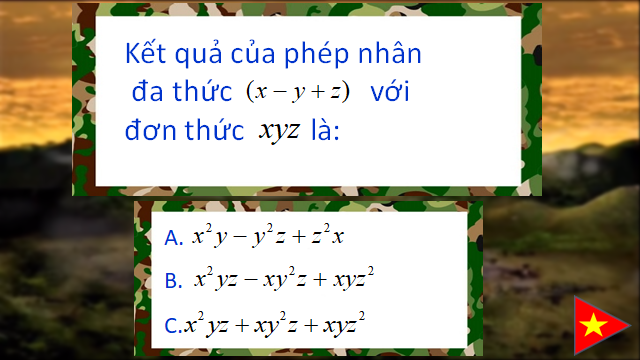 Kết quả của phép nhân
đa thức (x − y + z) với
đơn thức xyz là:
A. x²y − y²z + z²x
B. x²yz − xy²z + xyz²
C. x²yz + xy²z + xyz²